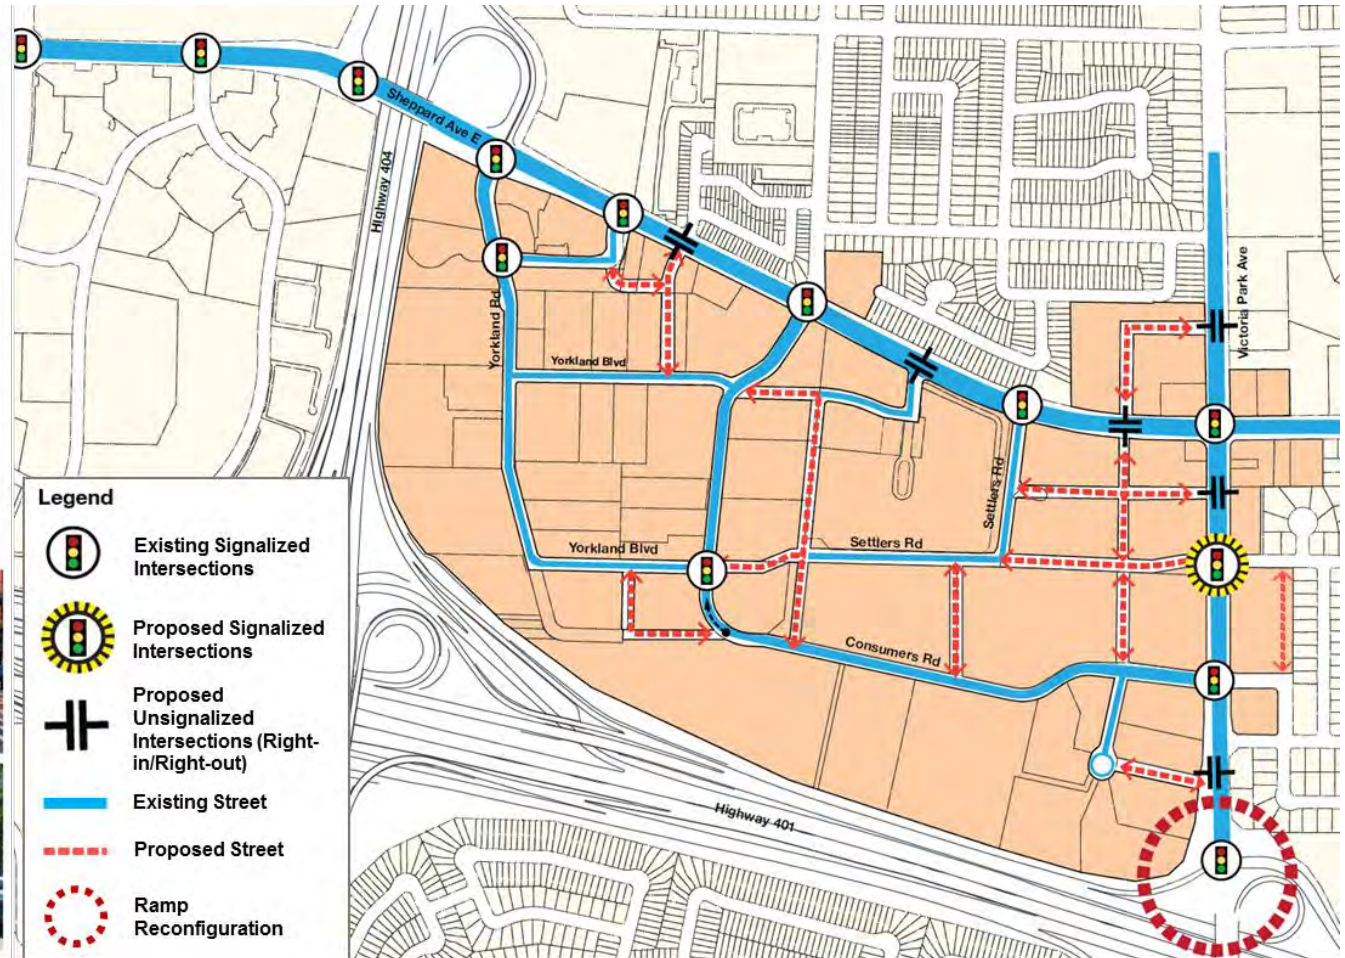 Sheppard Ave E
Highway 404
Victoria Park Ave
Yorkland Rd
Yorkland Blvd
Settlers Rd
Legend
Existing Signalized
Intersections
Yorkland Blvd
Settlers Rd
Proposed Signalized
Intersections
Consumers Rd
Proposed
Unsignalized
Intersections (Right-
in/Right-out)
Existing Street
Highway 401
Proposed Street
Ramp
Reconfiguration